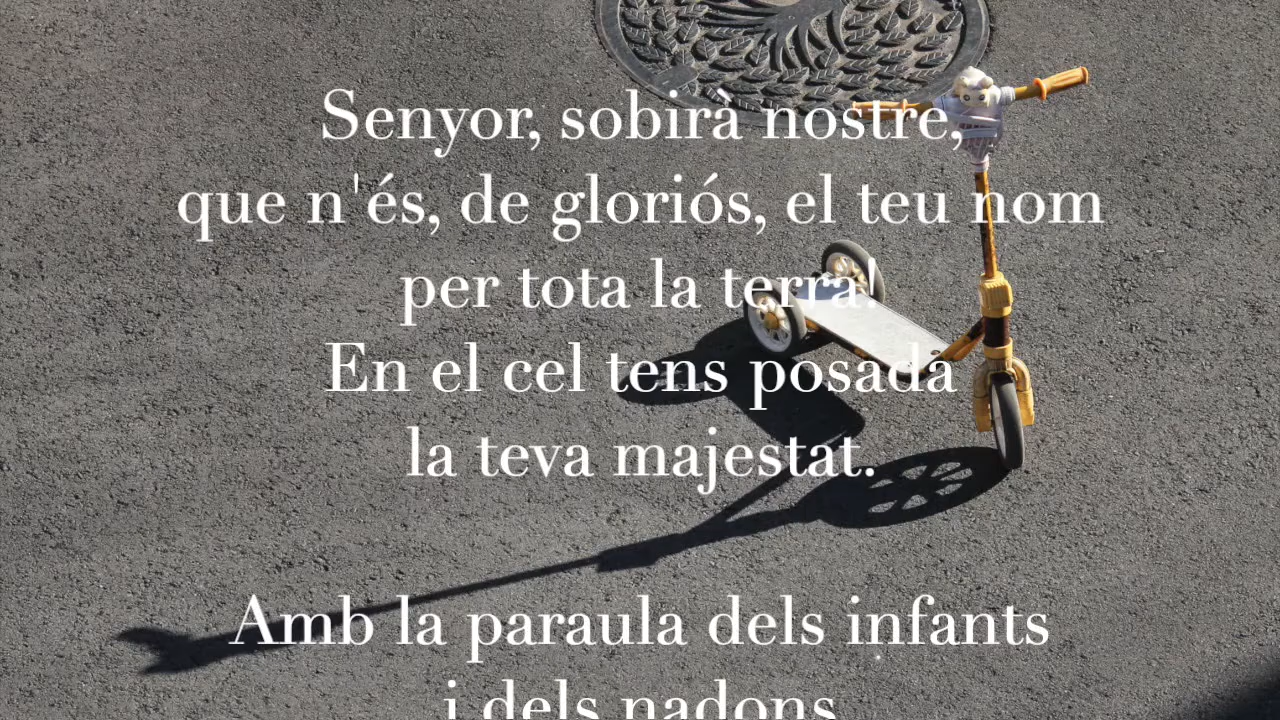 Senyor, sobirà nostre,
que n'és, de gloriós, el teu nom
per tota la terra!
En el cel tens posada
la teva majestat.
Amb la paraula dels infants
i dels nadons